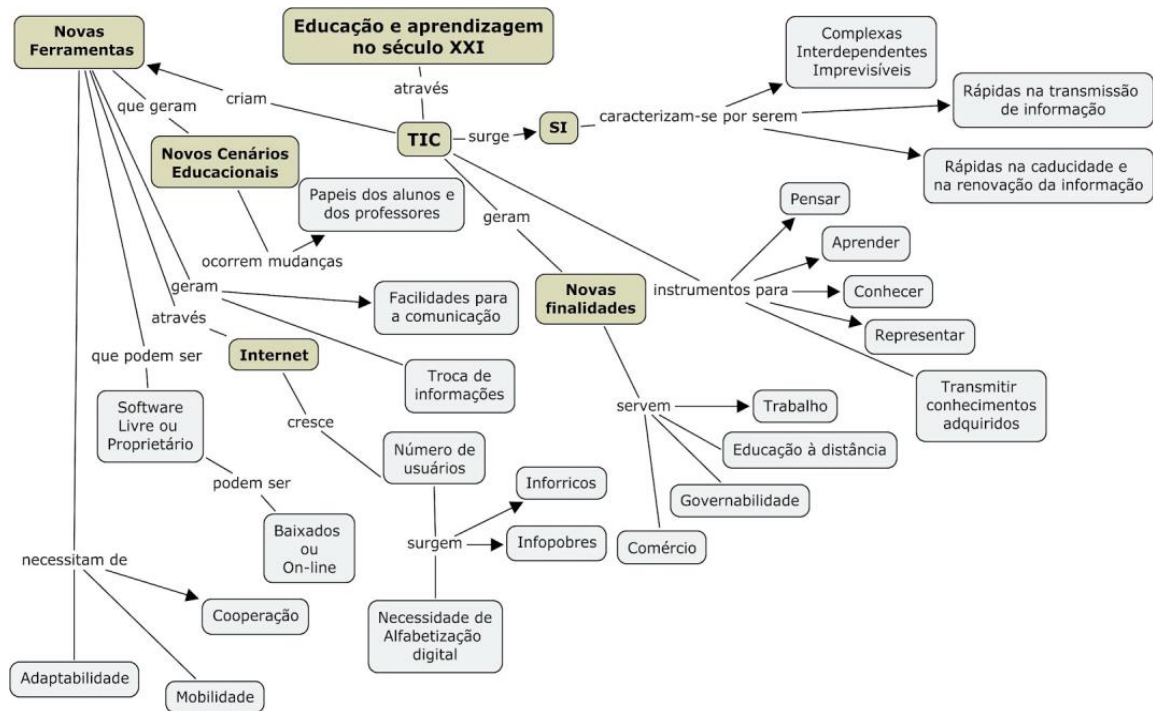 Educação e aprendizagem
no século XXI
Novas
Ferramentas
Complexas
Interdependentes
Imprevisíveis
através
criam
que geram
TIC
surge
SI
caracterizam-se por serem
Rápidas na transmissão
de informação
Rápidas na caducidade e
na renovação da informação
Novos Cenários
Educacionais
Papeis dos alunos e
dos professores
ocorrem mudanças
geram
Pensar
Aprender
instrumentos para
Conhecer
Representar
Transmitir
conhecimentos
adquiridos
Novas
finalidades
geram
Facilidades para
a comunicação
através
Internet
Troca de
informações
que podem ser
Software
Livre ou
Proprietário
cresce
servem
Trabalho
Educação à distância
Governabilidade
Comércio
Número de
usuários
podem ser
Baixados
ou
On-line
surgem
Inforricos
Infopobres
Necessidade de
Alfabetização
digital
necessitam de
Cooperação
Adaptabilidade
Mobilidade